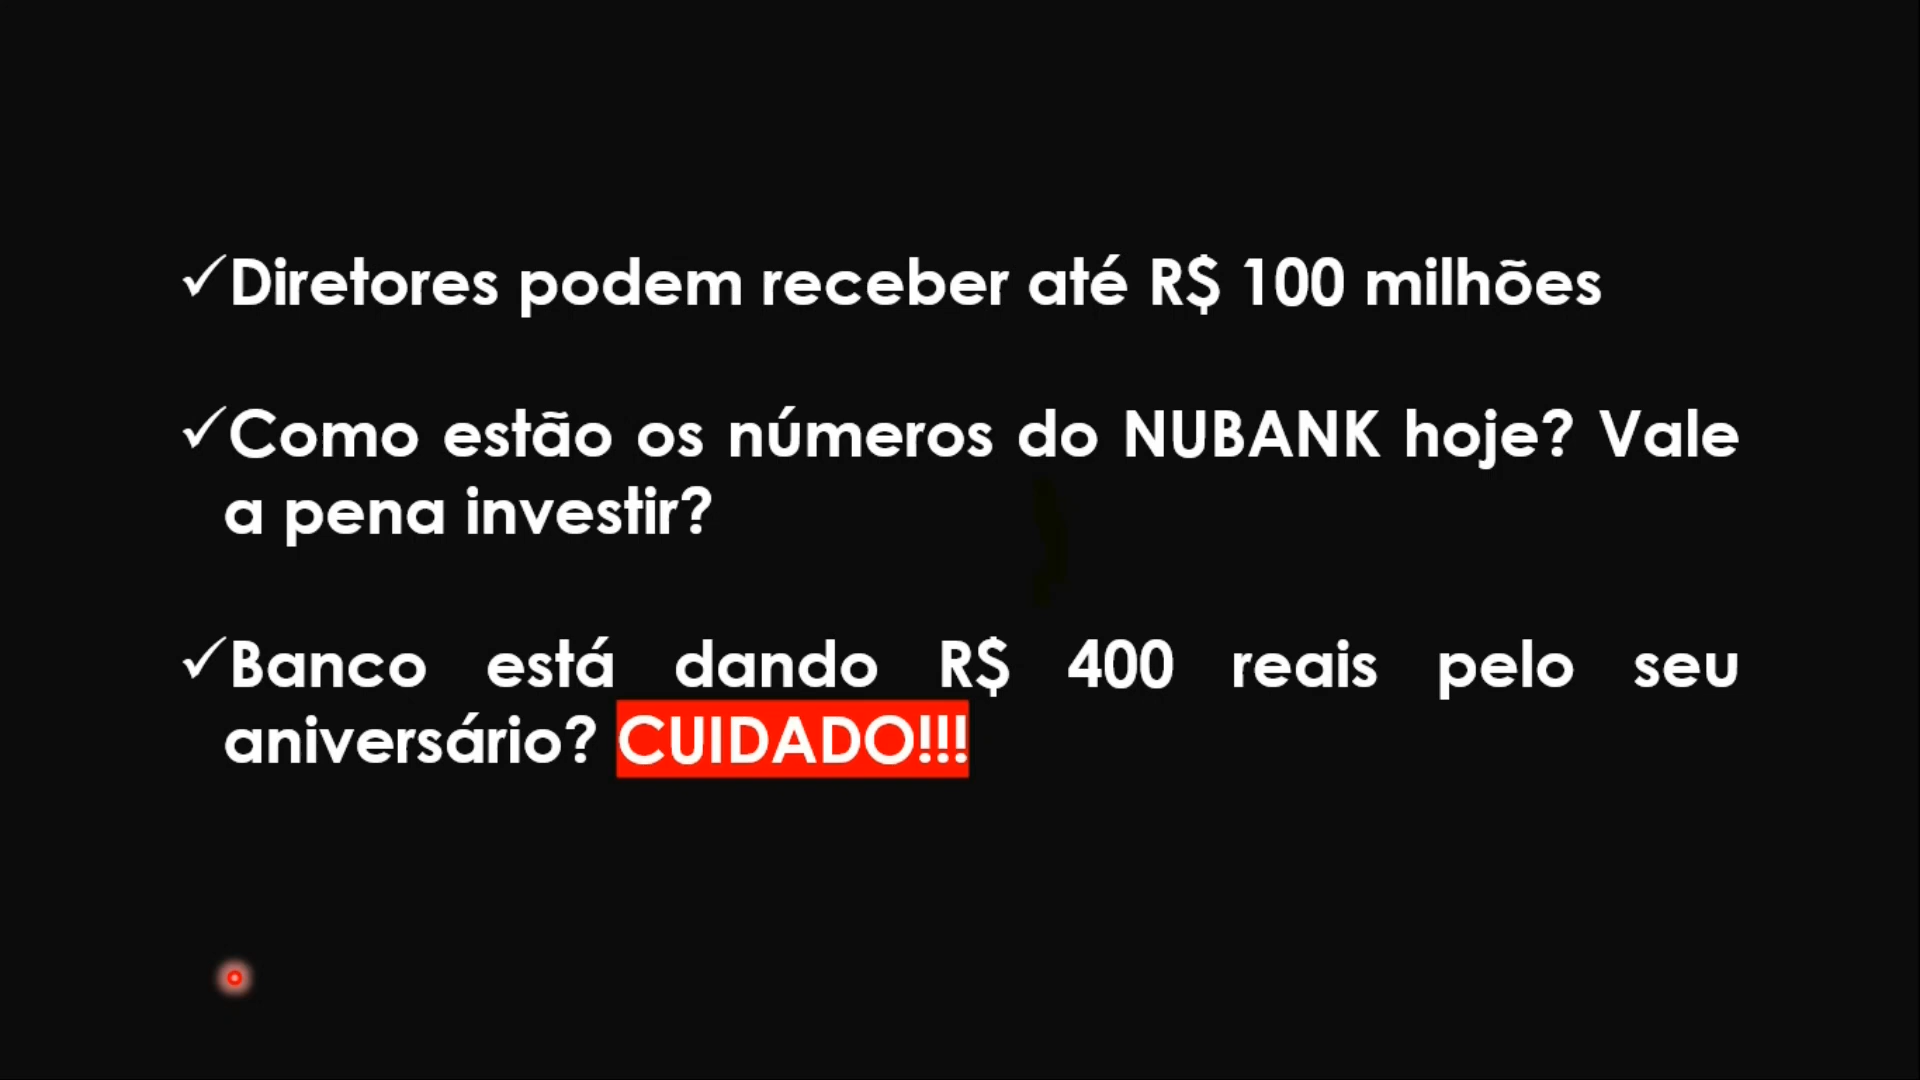 ✓Diretores podem receber até R$ 100 milhões
✓Como estão os números do NUBANK hoje? Vale
a pena investir?
✓Banco está dando R$ 400 reais pelo seu
aniversário? CUIDADO!!!